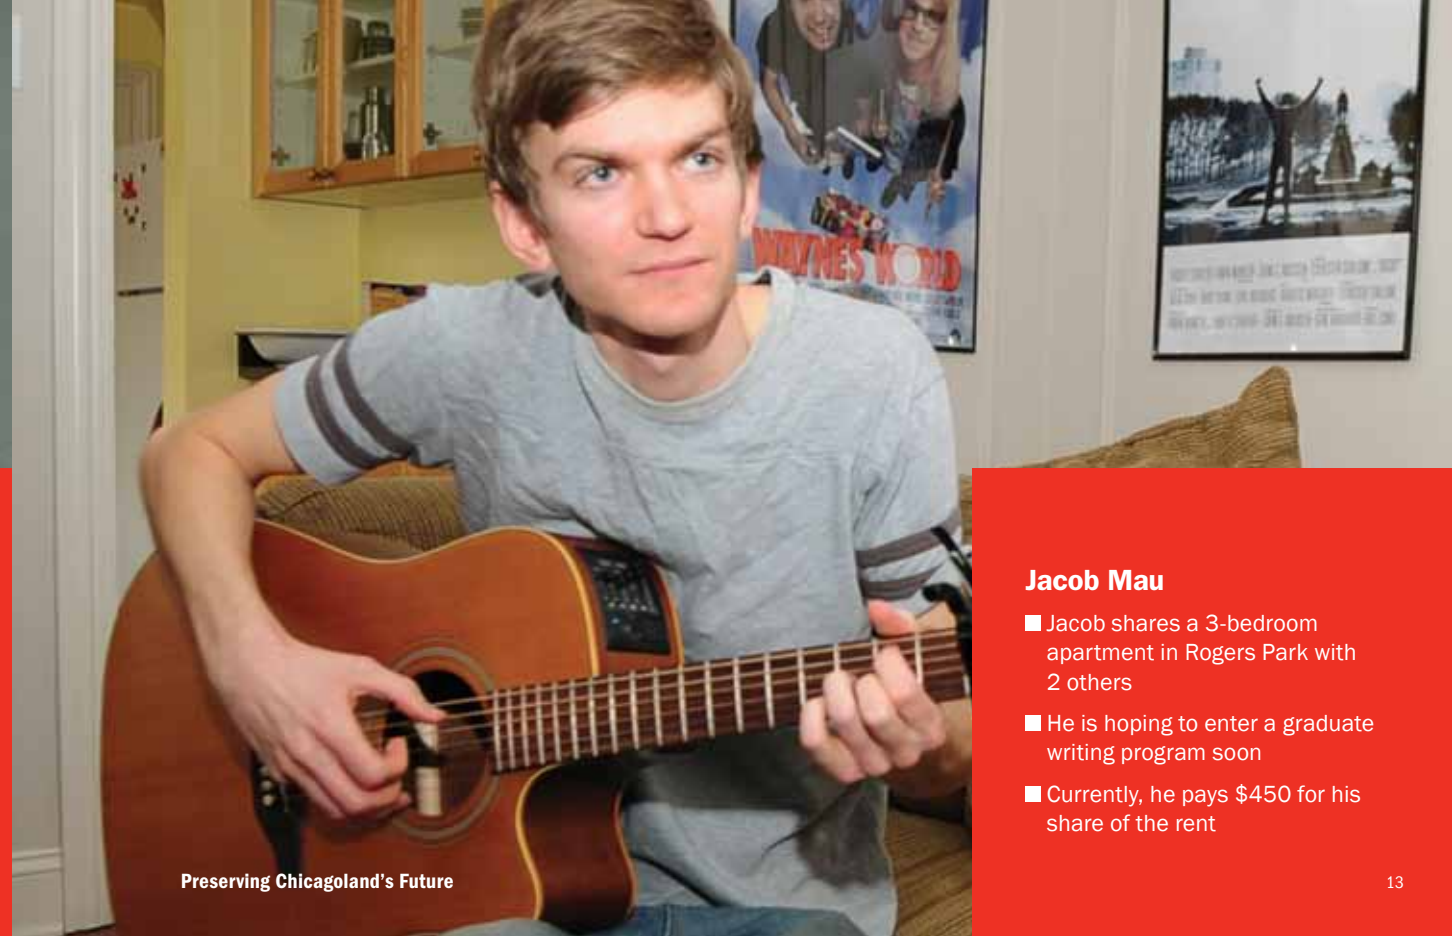 WAYNE'S WORLD
Jacob Mau
Jacob shares a 3-bedroom
apartment in Rogers Park with
2 others
He is hoping to enter a graduate
writing program soon
Currently, he pays $450 for his
share of the rent
Preserving Chicagoland's Future
13